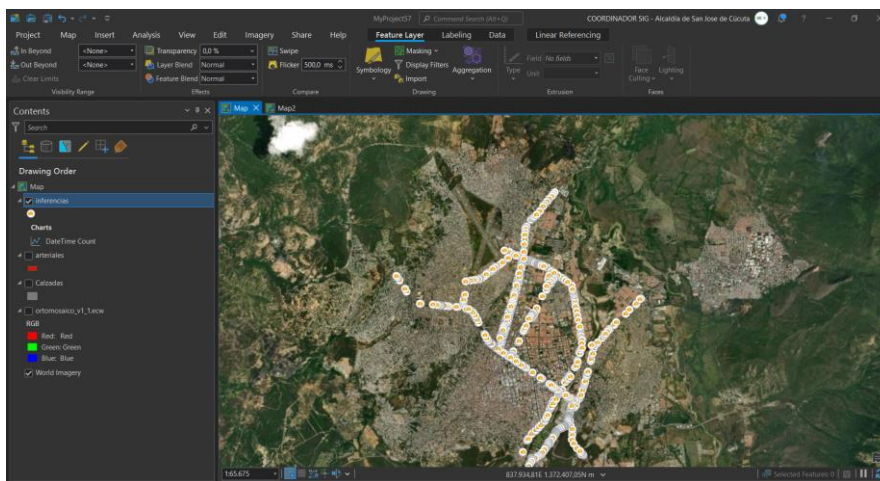 MyProject57
Command Search (Alt+Q)
COORDINADOR SIG - Alcaldía de San Jose de Cúcuta
Project Map Insert Analysis View Edit Imagery Share Help Feature Layer Labeling Data Linear Referencing
In Beyond <None>
Out Beyond <None>
Clear Limits
Visibility Range
Transparency 0,0 %
Layer Blend Normal
Feature Blend Normal
Effects
Swipe
Flicker 500,0 ms
Compare
Symbology
Masking
Display Filters
Import
Aggregation
Drawing
Type
Field No fields
Unit
Extrusion
Face Culling
Lighting
Faces
Contents
Search
Drawing Order
Map
Inferencias
Charts
DateTime Count
arteriales
Calzadas
ortomosaico_v1_1.ecw
RGB
Red: Red
Green: Green
Blue: Blue
World Imagery
Map Map2
1:65.675
837.934,81E 1.372.407,05N m
Selected Features: 0